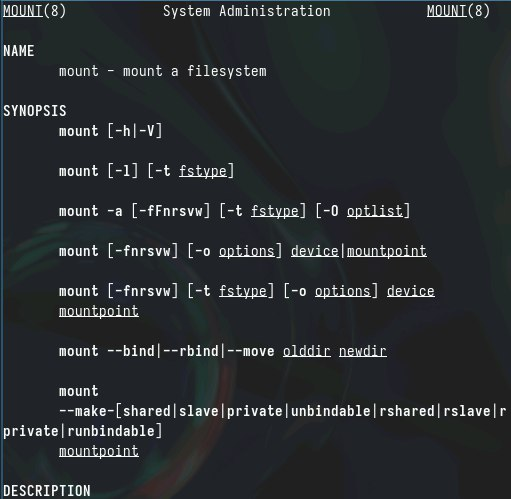 MOUNT(8) System Administration MOUNT(8)
NAME
mount - mount a filesystem
SYNOPSIS
mount [-h|-V]
mount [-l] [-t fstype]
mount -a [-fFnrsvw] [-t fstype] [-O optlist]
mount [-fnrsvw] [-o options] device|mountpoint
mount [-fnrsvw] [-t fstype] [-o options] device
mountpoint
mount --bind|--rbind|--move olddir newdir
mount
--make-[shared|slave|private|unbindable|rshared|rslave|r
private|runbindable]
mountpoint
DESCRIPTION